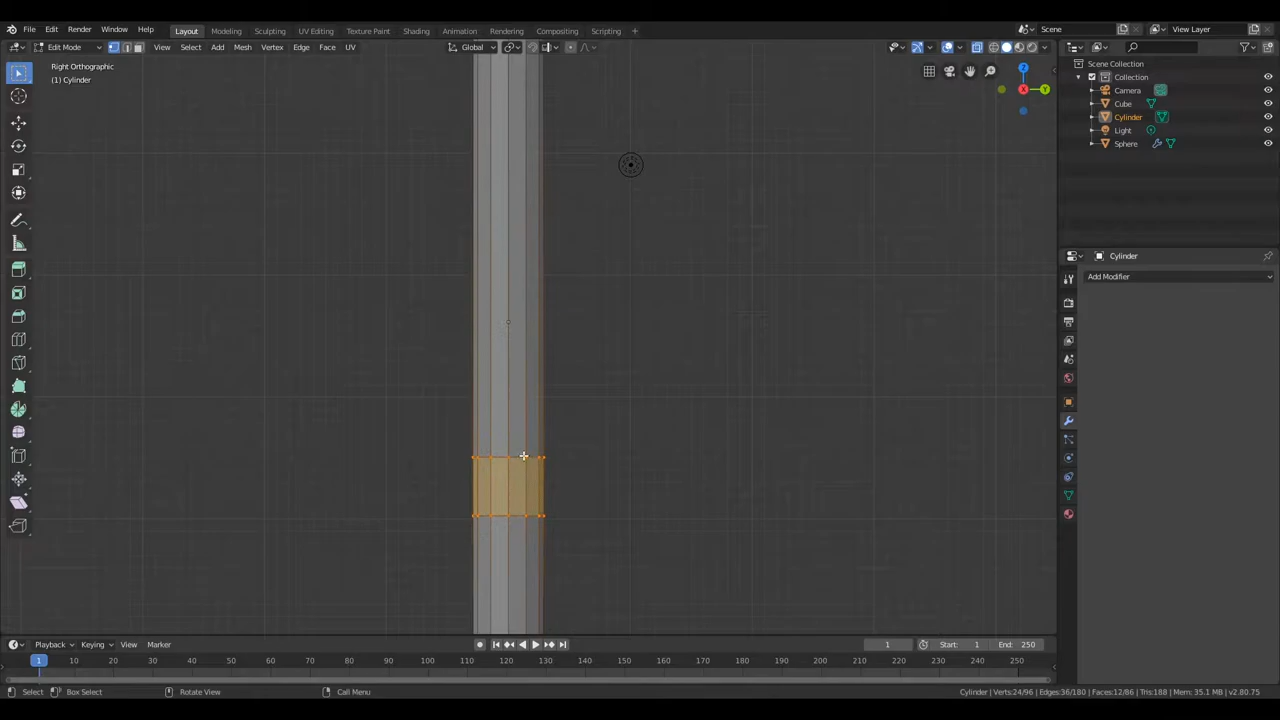 File Edit Render Window Help Layout Modeling Sculpting UV Editing Texture Paint Shading Animation Rendering Compositing Scripting + Scene View Layer
Edit Mode View Select Add Mesh Vertex Edge Face UV Global
Right Orthographic
(1) Cylinder
Z
X
Y
Scene Collection
Collection
Camera
Cube
Cylinder
Light
Sphere
Cylinder
Add Modifier
Playback Keying View Marker 1 Start: 1 End: 250
1 10 20 30 40 50 60 70 80 90 100 110 120 130 140 150 160 170 180 190 200 210 220 230 240 250
Select Box Select Rotate View Call Menu Cylinder | Verts:24/96 | Edges:36/180 | Faces:12/86 | Tris:188 | Mem: 35.1 MB | v2.80.75